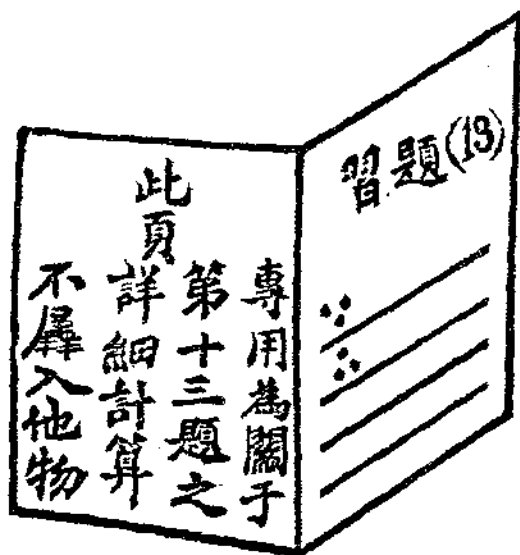 此頁
專用為關于
第十三題之
詳細計算
不羼入他物
習題(13)